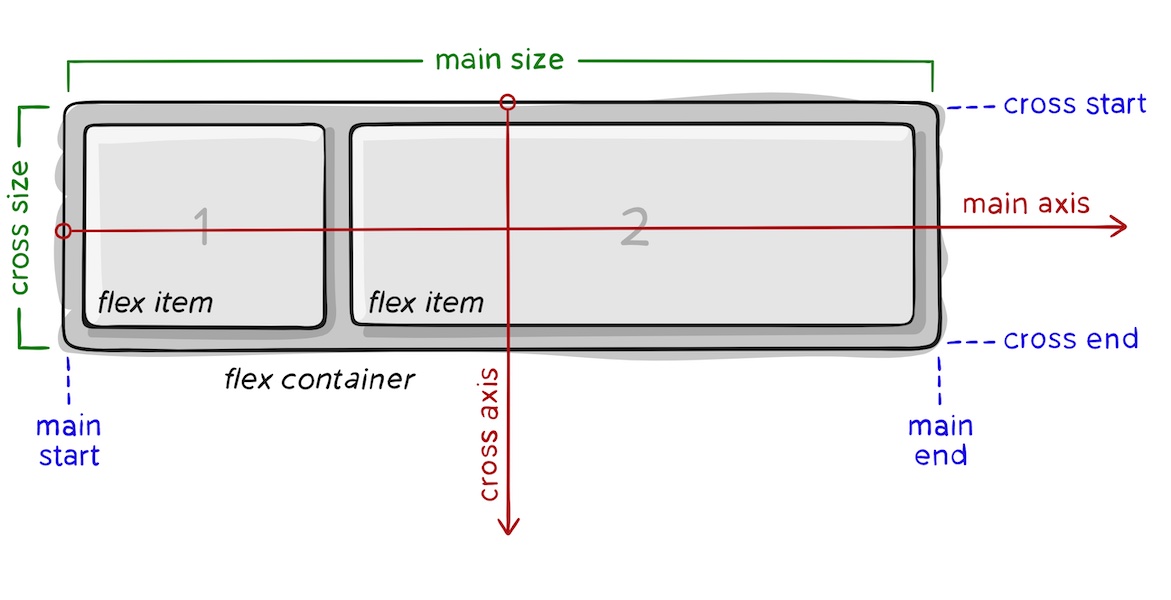 main size
cross start
cross size
main axis
1
2
flex item
flex item
cross end
flex container
cross axis
main
start
main
end